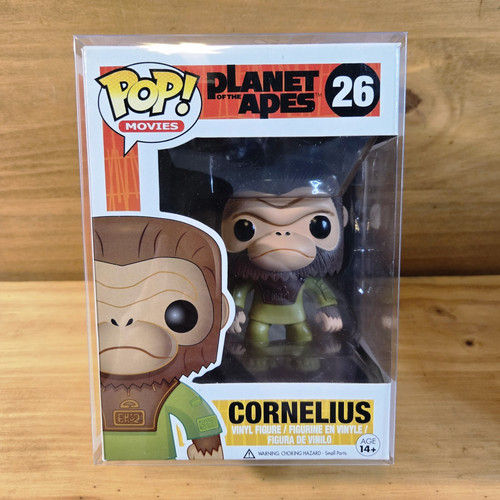 POP!
MOVIES
PLANET
OF THE
APES
26
CORNELIUS
VINYL FIGURE / FIGURINE EN VINYLE /
FIGURA DE VINILO
AGE
14+
WARNING: CHOKING HAZARD - Small Parts.